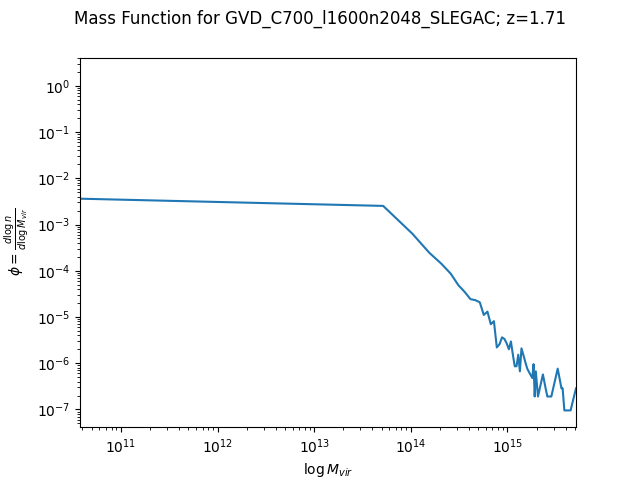 Mass Function for GVD_C700_l1600n2048_SLEGAC; z=1.71
10⁰
10⁻¹
10⁻²
10⁻³
10⁻⁴
10⁻⁵
10⁻⁶
10⁻⁷
ϕ = d log n / d log M_vir
10¹¹ 10¹² 10¹³ 10¹⁴ 10¹⁵
log M_vir